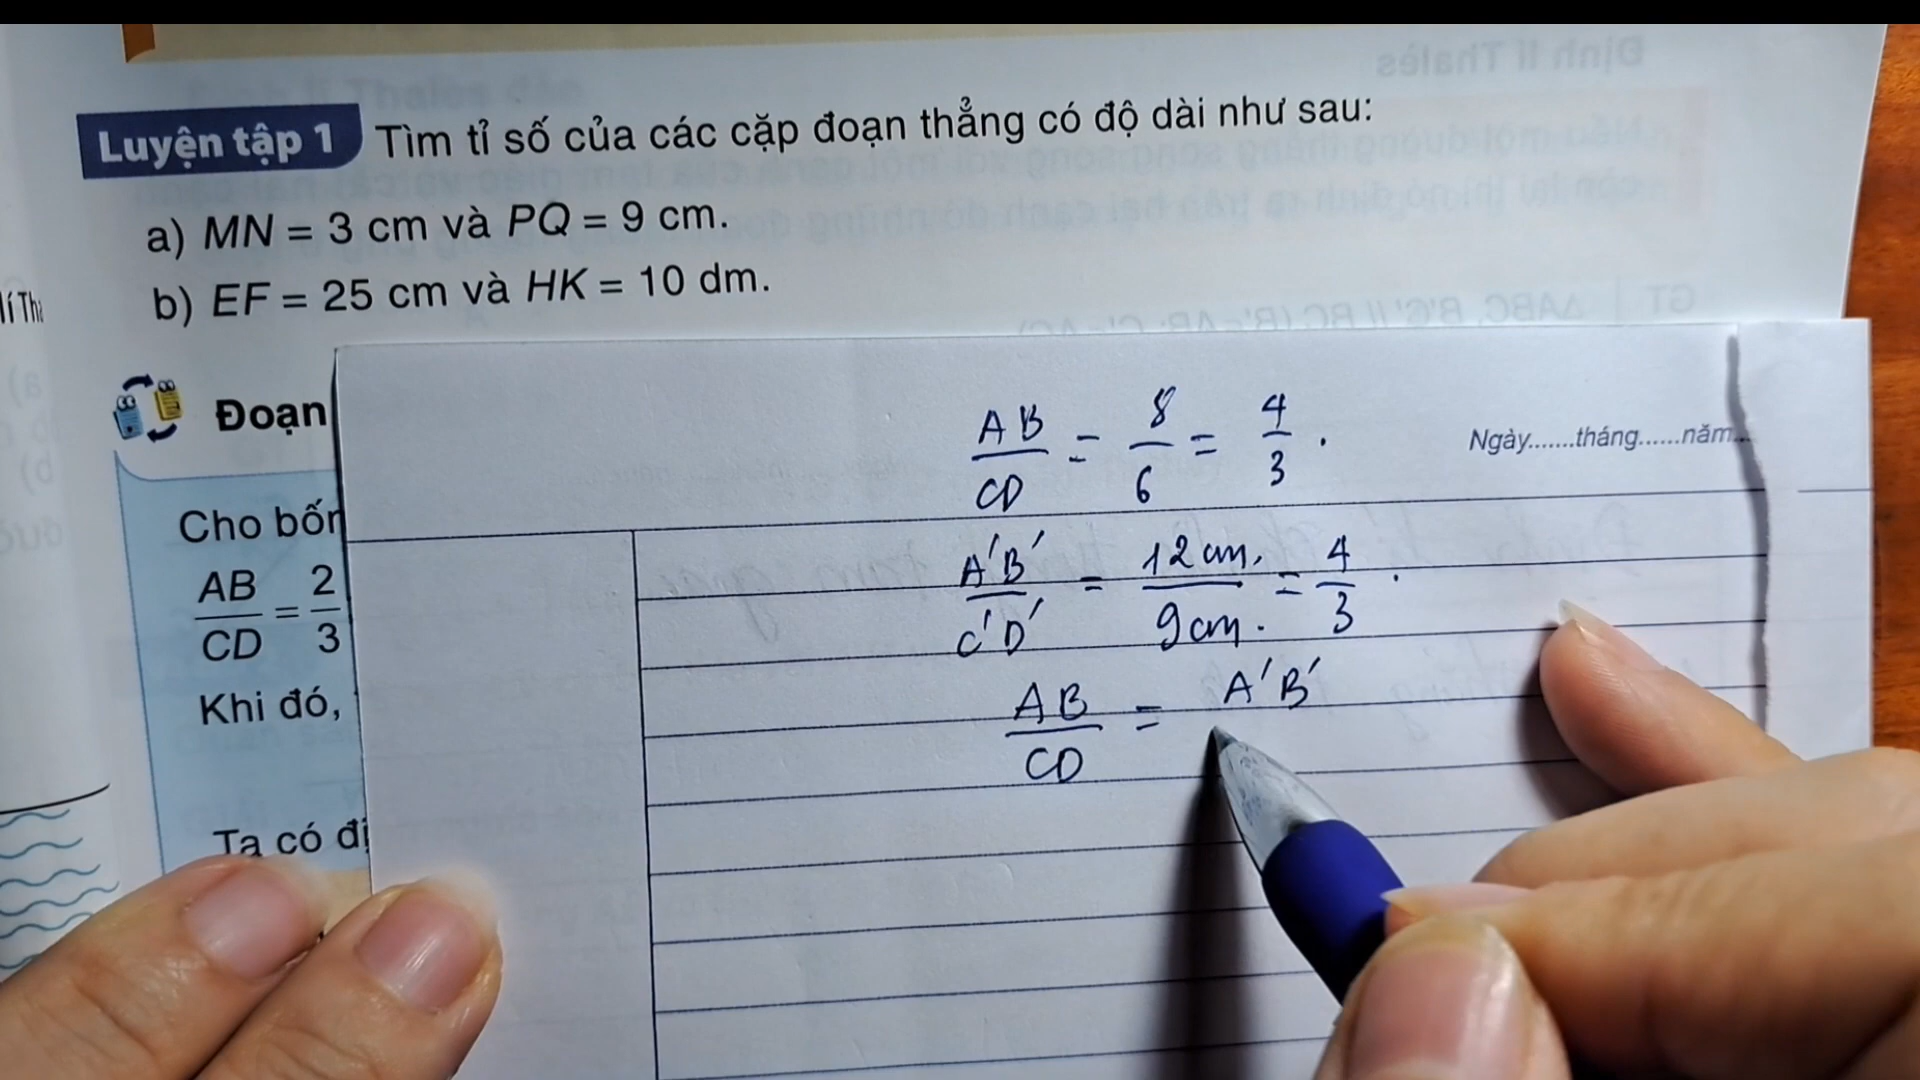 Luyện tập 1 Tìm tỉ số của các cặp đoạn thẳng có độ dài như sau:
a) MN = 3 cm và PQ = 9 cm.
b) EF = 25 cm và HK = 10 dm.
Đoạn
Cho bốn
AB/CD = 2/3
Khi đó,
Ta có đị
AB/CD = 8/6 = 4/3.
Ngày.......tháng......năm...
A'B'/C'D' = 12 cm./9 cm. = 4/3.
AB/CD = A'B'